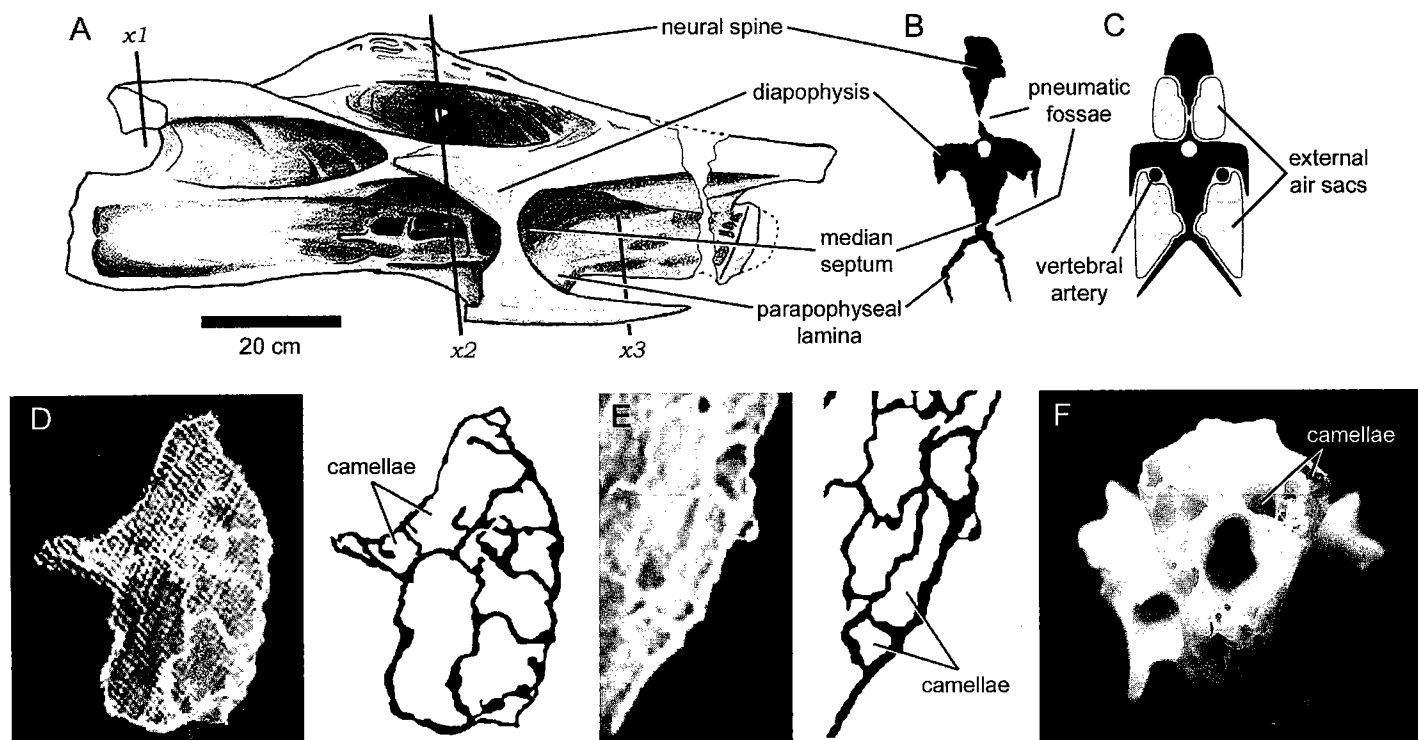 A
x1
neural spine
B
C
diapophysis
pneumatic
fossae
external
air sacs
median
septum
vertebral
artery
parapophyseal
lamina
20 cm
x2
x3
D
camellae
E
camellae
F
camellae